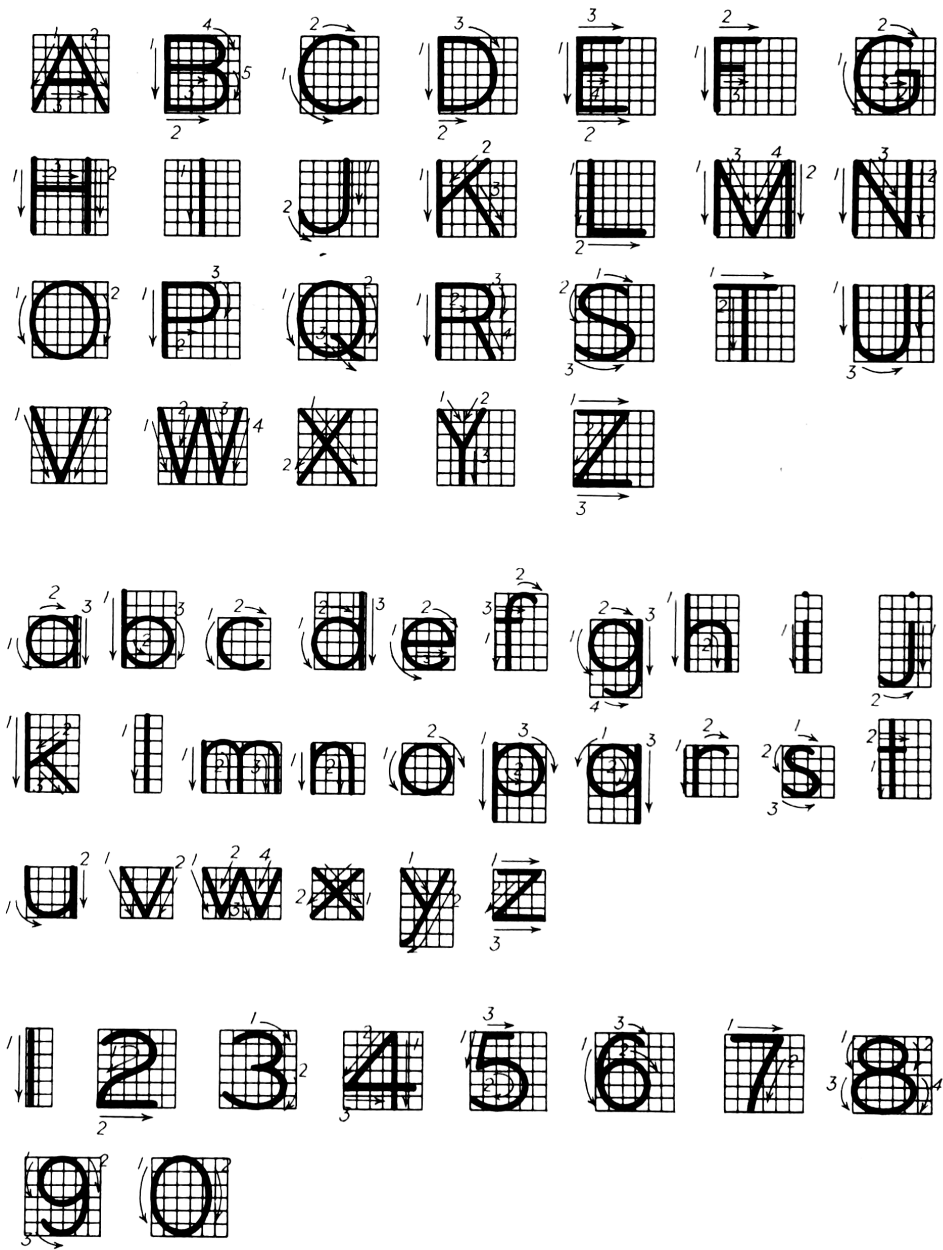 A B C D E F G
H I J K L M N
O P Q R S T U
V W X Y Z
a b c d e f g h i j
k l m n o p q r s t
u v w x y z
1 2 3 4 5 6 7 8
9 0